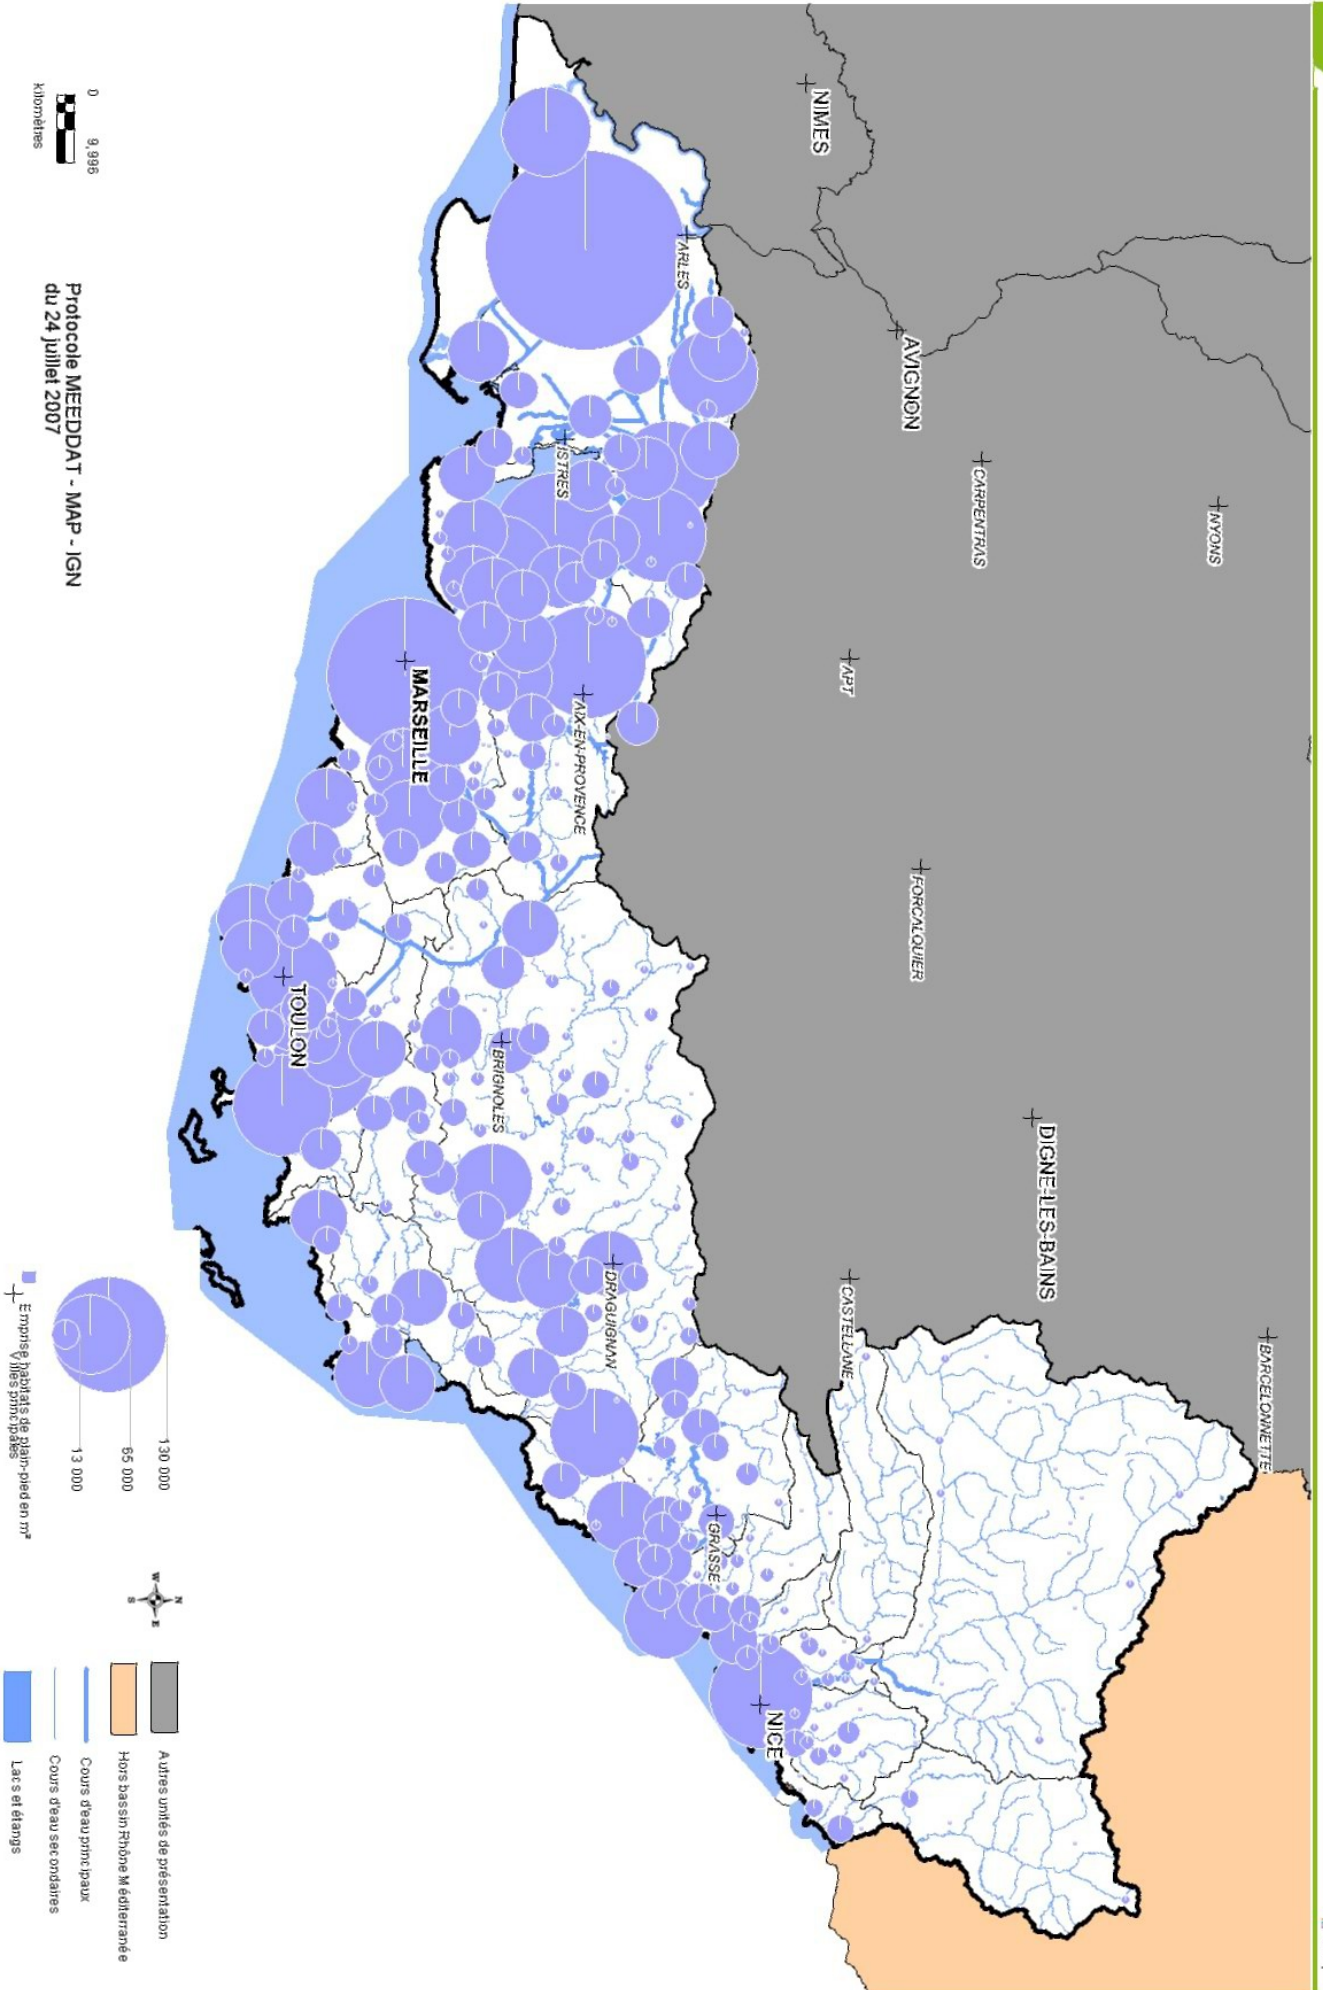 NIMES
AVIGNON
CARPENTRAS
NYONS
ARLES
ISTRES
APT
MARSEILLE
AIX-EN-PROVENCE
FORCALQUIER
TOULON
BRIGNOLES
DIGNE-LES-BAINS
DRAGUIGNAN
CASTELLANE
BARCELONNETTE
GRASSE
NICE
0 9,996
kilomètres
Protocole MEEDDAT - MAP - IGN
du 24 juillet 2007
130 000
65 000
13 000
Emprise habitats de plain-pied en m²
Villes principales
N
W E
S
Autres unités de présentation
Hors bassin Rhône Méditerranée
Cours d'eau principaux
Cours d'eau secondaires
Lacs et étangs